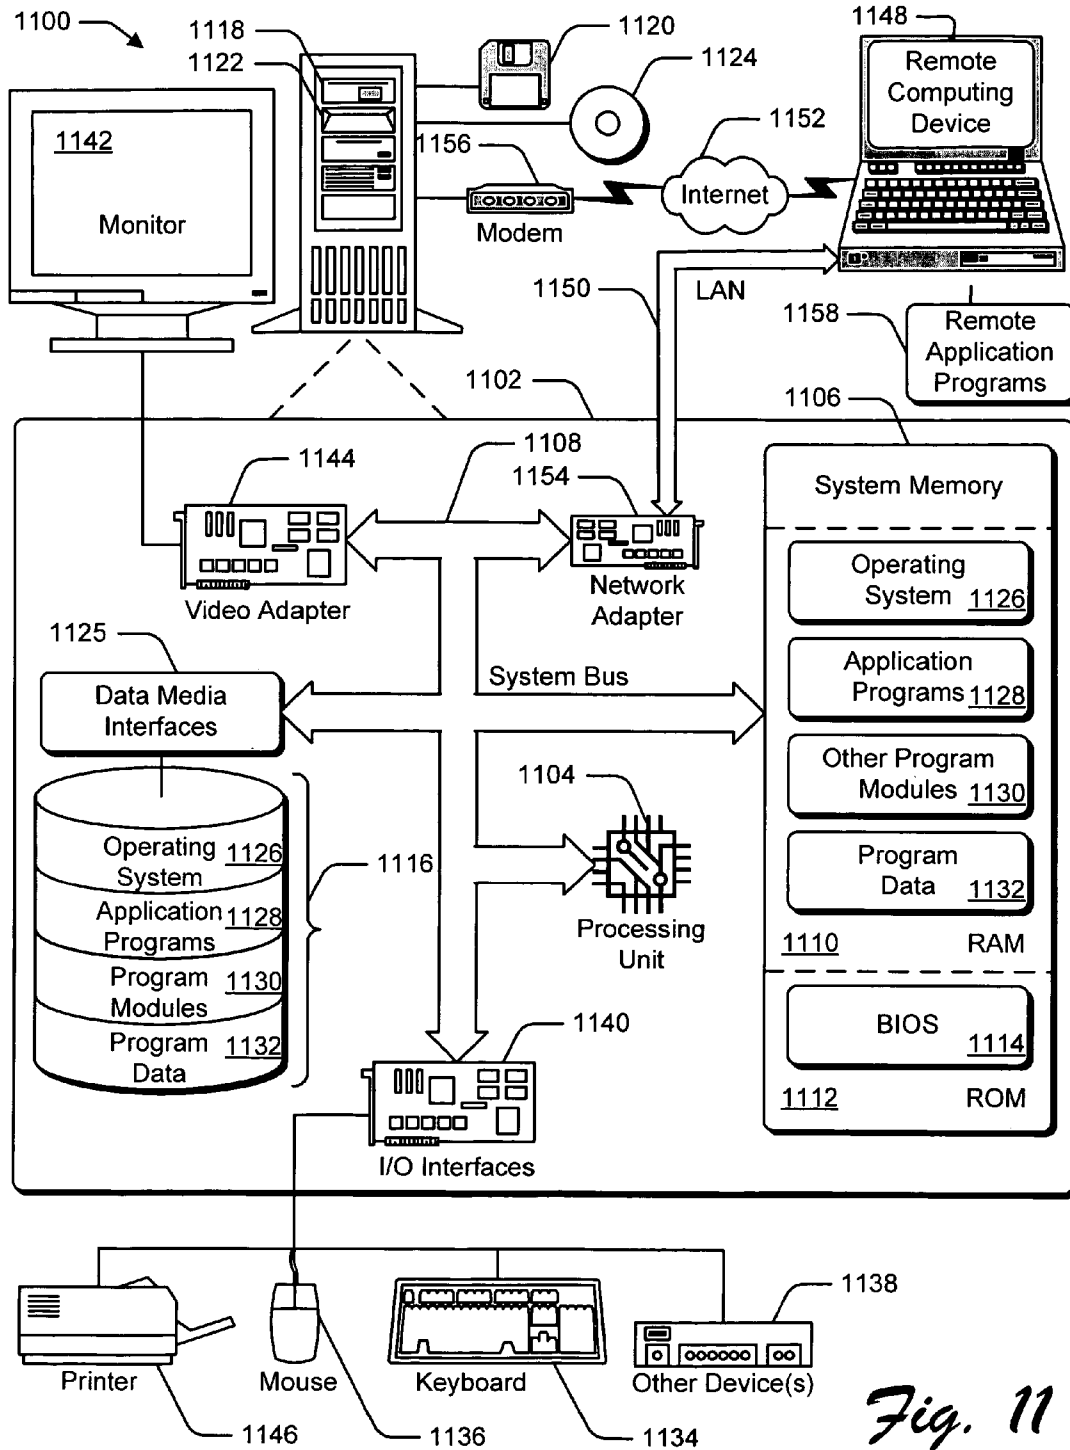 1100
1118
1122
1120
1124
1148
Remote
Computing
Device
1142
Monitor
1156
Modem
1152
Internet
1150
LAN
1158
Remote
Application
Programs
1102
1106
1144
1108
1154
System Memory
Video Adapter
Network
Adapter
Operating
System 1126
1125
Data Media
Interfaces
System Bus
Application
Programs 1128
Other Program
Modules 1130
1104
Operating
System 1126
1116
Program
Data 1132
Application
Programs 1128
Processing
Unit
1110 RAM
Program
Modules 1130
1140
BIOS
1114
Program
Data 1132
1112 ROM
I/O Interfaces
1138
Printer
Mouse
Keyboard
Other Device(s)
1146
1136
1134
Fig. 11